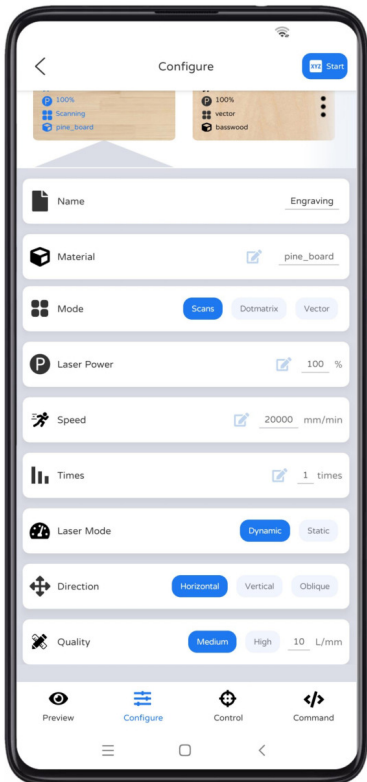 Configure
XYZ Start
P 100%
Scanning
pine_board
P 100%
vector
basswood
Name Engraving
Material pine_board
Mode Scans Dotmatrix Vector
P Laser Power 100 %
Speed 20000 mm/min
Times 1 times
Laser Mode Dynamic Static
Direction Horizontal Vertical Oblique
Quality Medium High 10 L/mm
Preview Configure Control Command